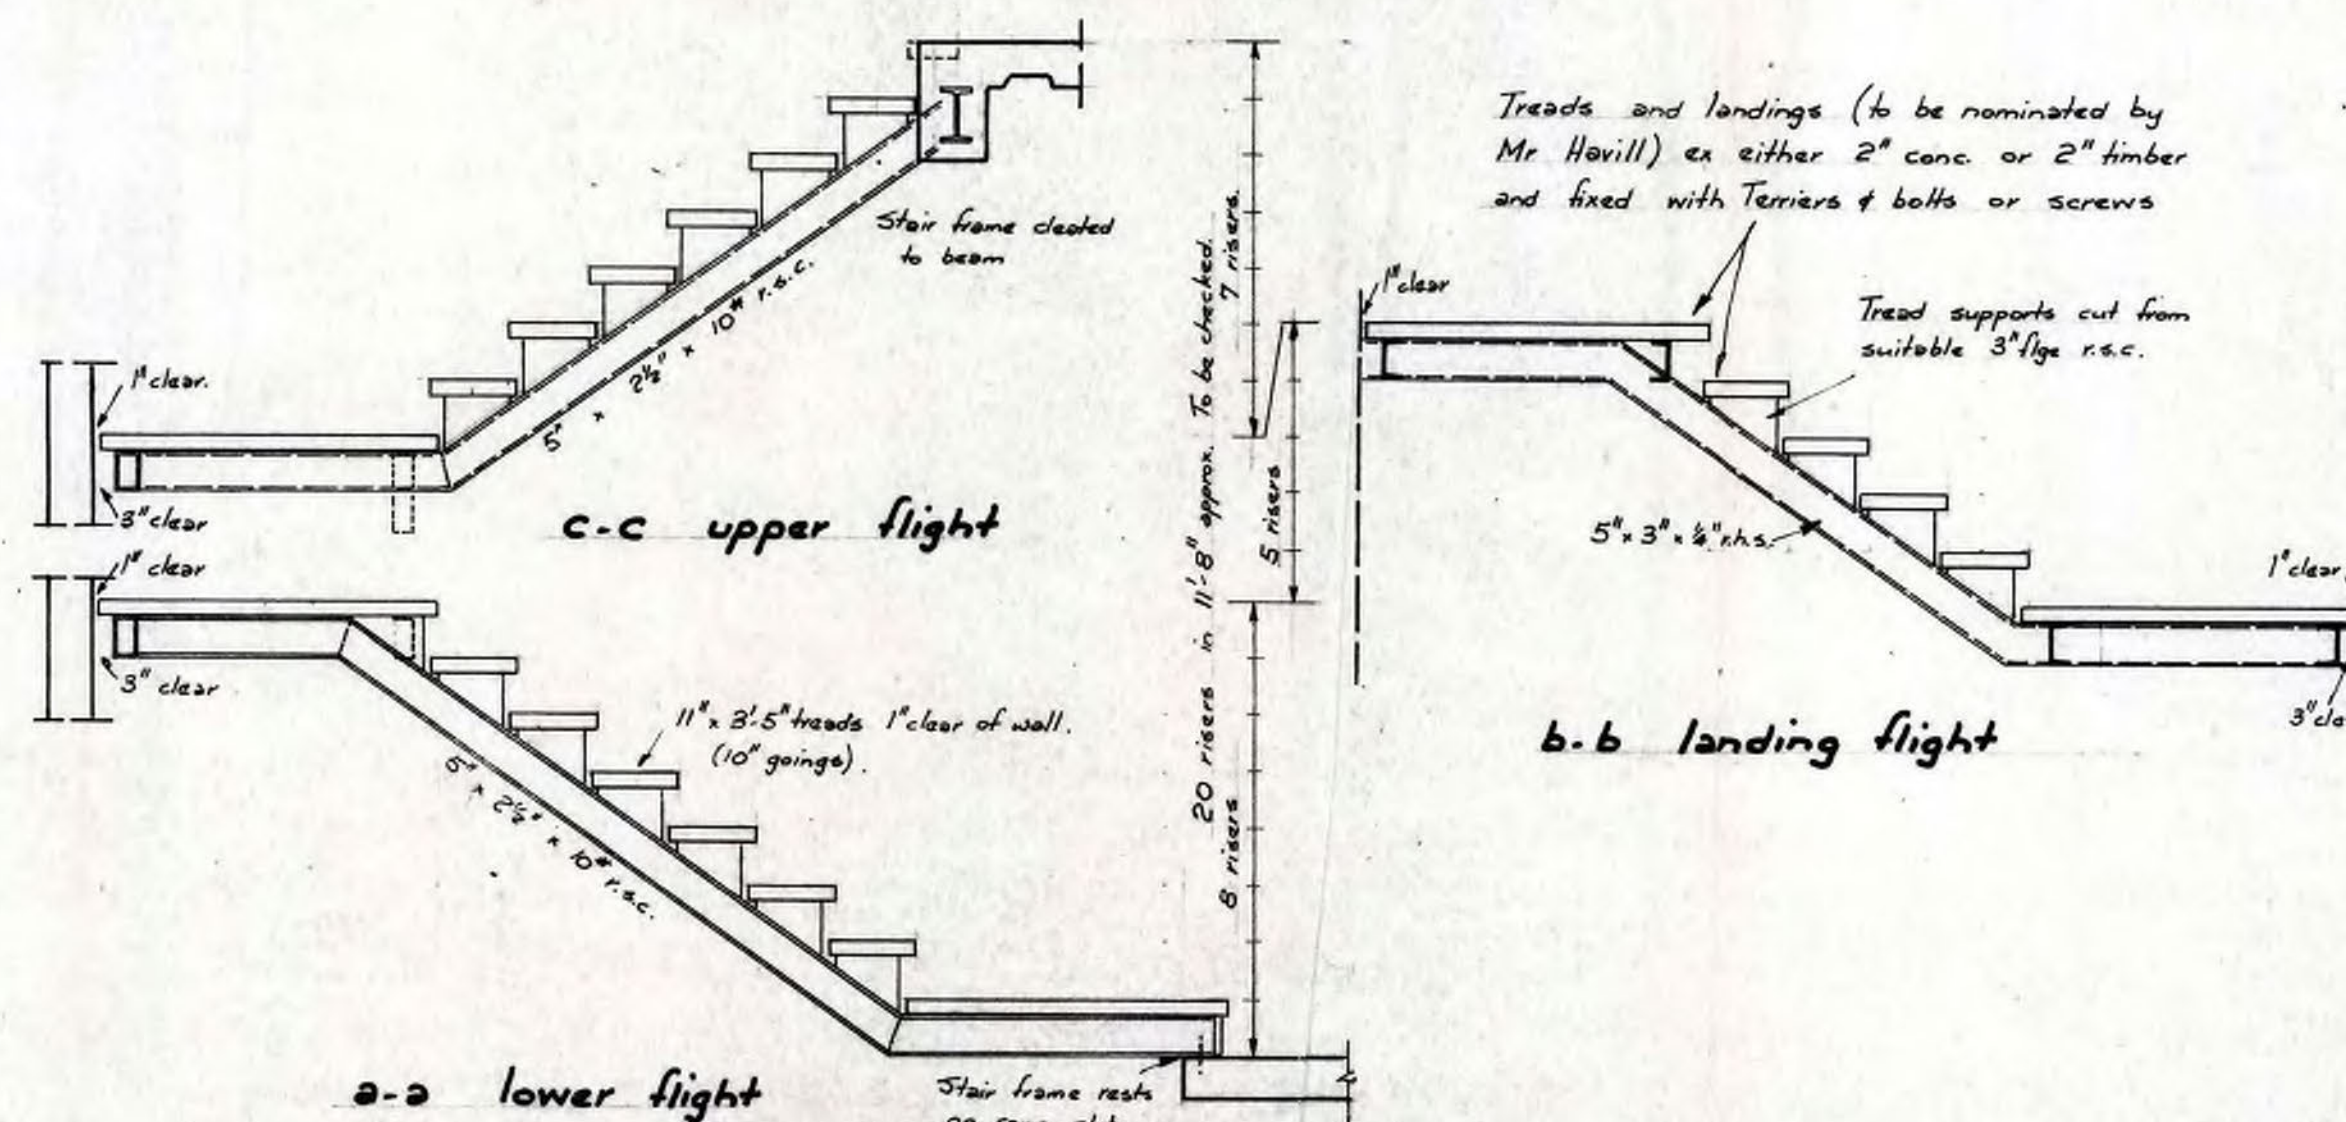 Treads and landings (to be nominated by
Mr Havill) ex either 2" conc. or 2" timber
and fixed with Terriers & bolts or screws
Stair frame cleated
to beam
1" clear.
3" clear
5" x 2½" x 10# r.s.c.
c-c upper flight
20 risers in 11'-8" approx. To be checked.
7 risers.
5 risers
8 risers
1" clear
Tread supports cut from
suitable 3" flge r.s.c.
5" x 3" x ¼" r.h.s.
1" clear
b-b landing flight
1" clear
3" clear
11" x 3'-5" treads 1" clear of wall.
(10" goings).
5" x 2½" x 10# r.s.c.
a-a lower flight
Stair frame rests
3"